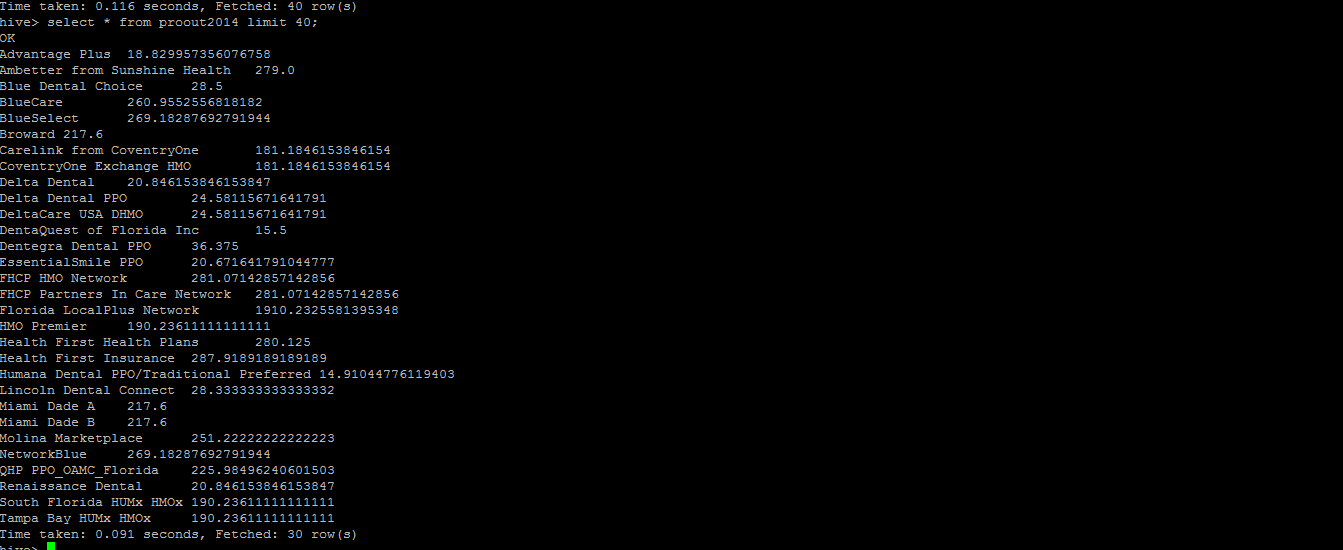 Time taken: 0.116 seconds, Fetched: 40 row(s)
hive> select * from proout2014 limit 40;
OK
Advantage Plus  18.829957356076758
Ambetter from Sunshine Health   279.0
Blue Dental Choice      28.5
BlueCare        260.9552556818182
BlueSelect      269.18287692791944
Broward 217.6
Carelink from CoventryOne       181.1846153846154
CoventryOne Exchange HMO        181.1846153846154
Delta Dental    20.846153846153847
Delta Dental PPO        24.58115671641791
DeltaCare USA DHMO      24.58115671641791
DentaQuest of Florida Inc       15.5
Dentegra Dental PPO     36.375
EssentialSmile PPO      20.671641791044777
FHCP HMO Network        281.07142857142856
FHCP Partners In Care Network   281.07142857142856
Florida LocalPlus Network       1910.2325581395348
HMO Premier     190.23611111111111
Health First Health Plans       280.125
Health First Insurance  287.9189189189189
Humana Dental PPO/Traditional Preferred 14.91044776119403
Lincoln Dental Connect  28.333333333333332
Miami Dade A    217.6
Miami Dade B    217.6
Molina Marketplace      251.22222222222223
NetworkBlue     269.18287692791944
QHP PPO_OAMC_Florida    225.98496240601503
Renaissance Dental      20.846153846153847
South Florida HUMx HMOx 190.23611111111111
Tampa Bay HUMx HMOx     190.23611111111111
Time taken: 0.091 seconds, Fetched: 30 row(s)
hive>